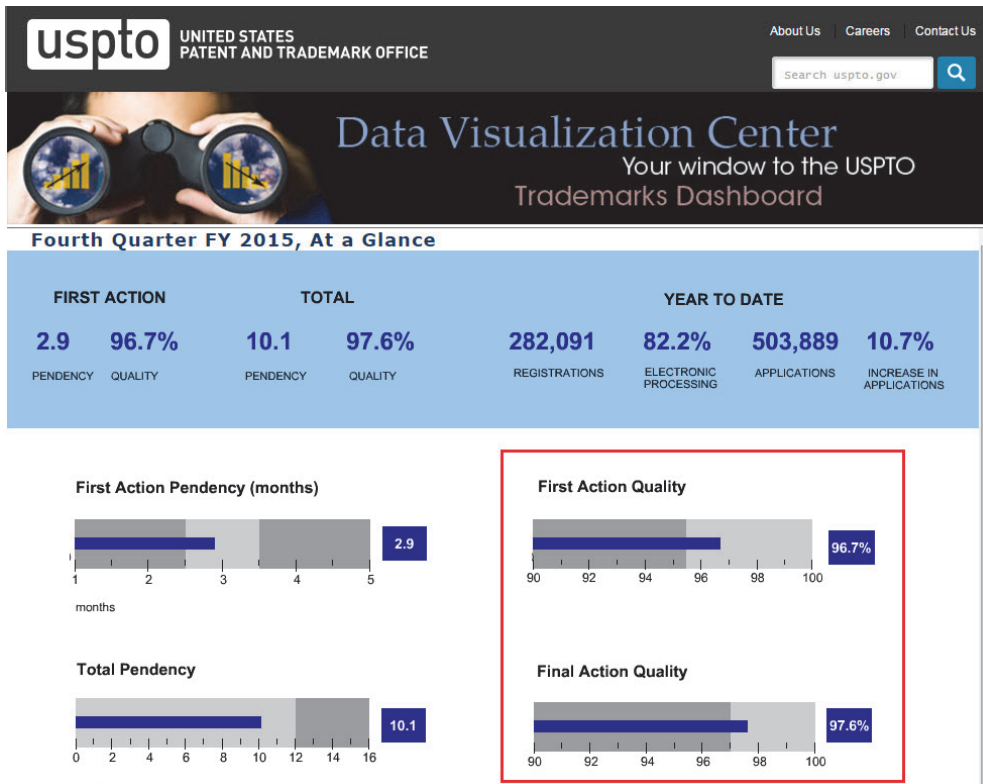 uspto UNITED STATES
PATENT AND TRADEMARK OFFICE
About Us Careers Contact Us
Search uspto.gov
Data Visualization Center
Your window to the USPTO
Trademarks Dashboard
Fourth Quarter FY 2015, At a Glance
FIRST ACTION TOTAL YEAR TO DATE
2.9 96.7% 10.1 97.6% 282,091 82.2% 503,889 10.7%
PENDENCY QUALITY PENDENCY QUALITY REGISTRATIONS ELECTRONIC APPLICATIONS INCREASE IN
PROCESSING APPLICATIONS
First Action Pendency (months)
2.9
1 2 3 4 5
months
First Action Quality
96.7%
90 92 94 96 98 100
Total Pendency
10.1
0 2 4 6 8 10 12 14 16
Final Action Quality
97.6%
90 92 94 96 98 100